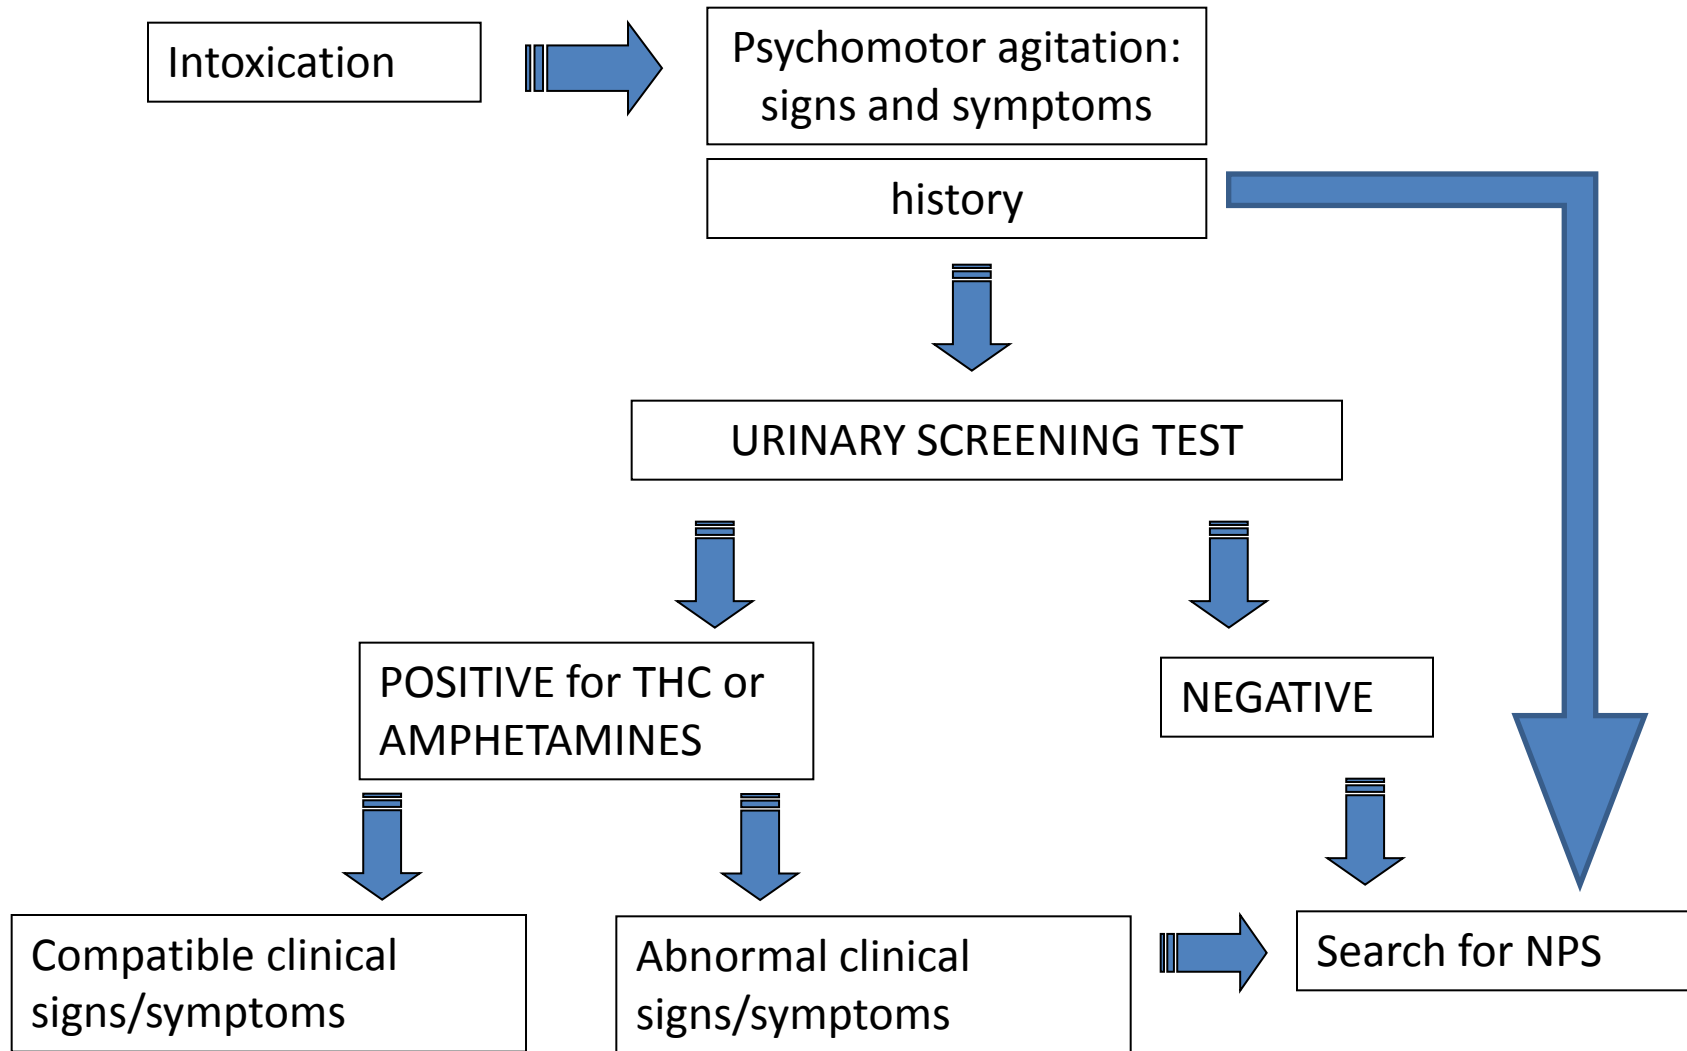 Intoxication
Psychomotor agitation:
signs and symptoms
history
URINARY SCREENING TEST
POSITIVE for THC or
AMPHETAMINES
NEGATIVE
Compatible clinical
signs/symptoms
Abnormal clinical
signs/symptoms
Search for NPS